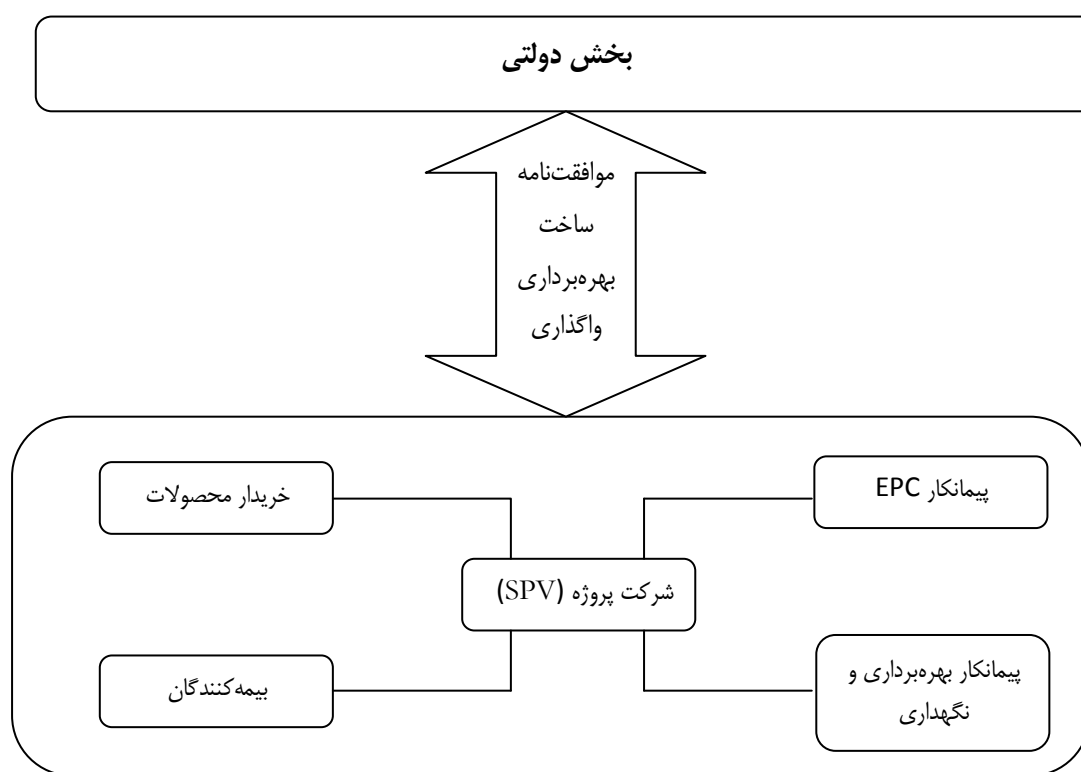 بخش دولتی
موافقت‌نامه
ساخت
بهره‌برداری
واگذاری
پیمانکار EPC
خریدار محصولات
شرکت پروژه (SPV)
پیمانکار بهره‌برداری و
نگهداری
بیمه‌کنندگان